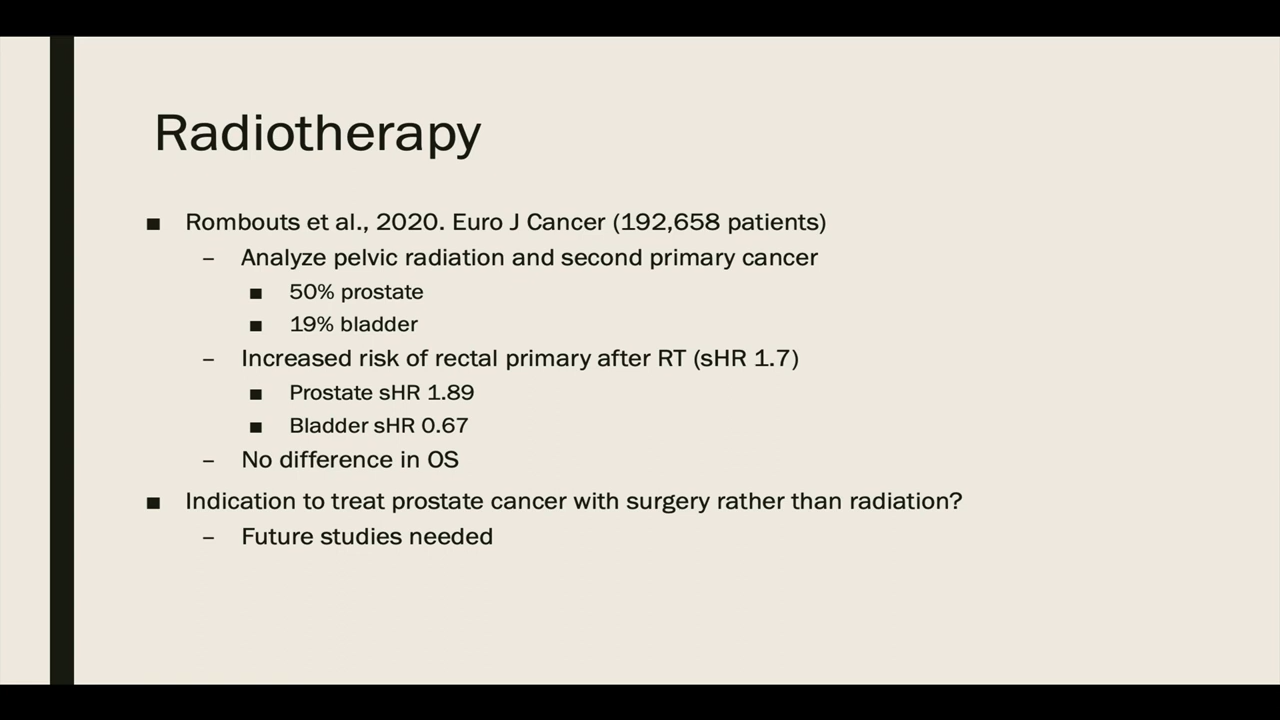 Radiotherapy
■ Rombouts et al., 2020. Euro J Cancer (192,658 patients)
– Analyze pelvic radiation and second primary cancer
■ 50% prostate
■ 19% bladder
– Increased risk of rectal primary after RT (sHR 1.7)
■ Prostate sHR 1.89
■ Bladder sHR 0.67
– No difference in OS
■ Indication to treat prostate cancer with surgery rather than radiation?
– Future studies needed